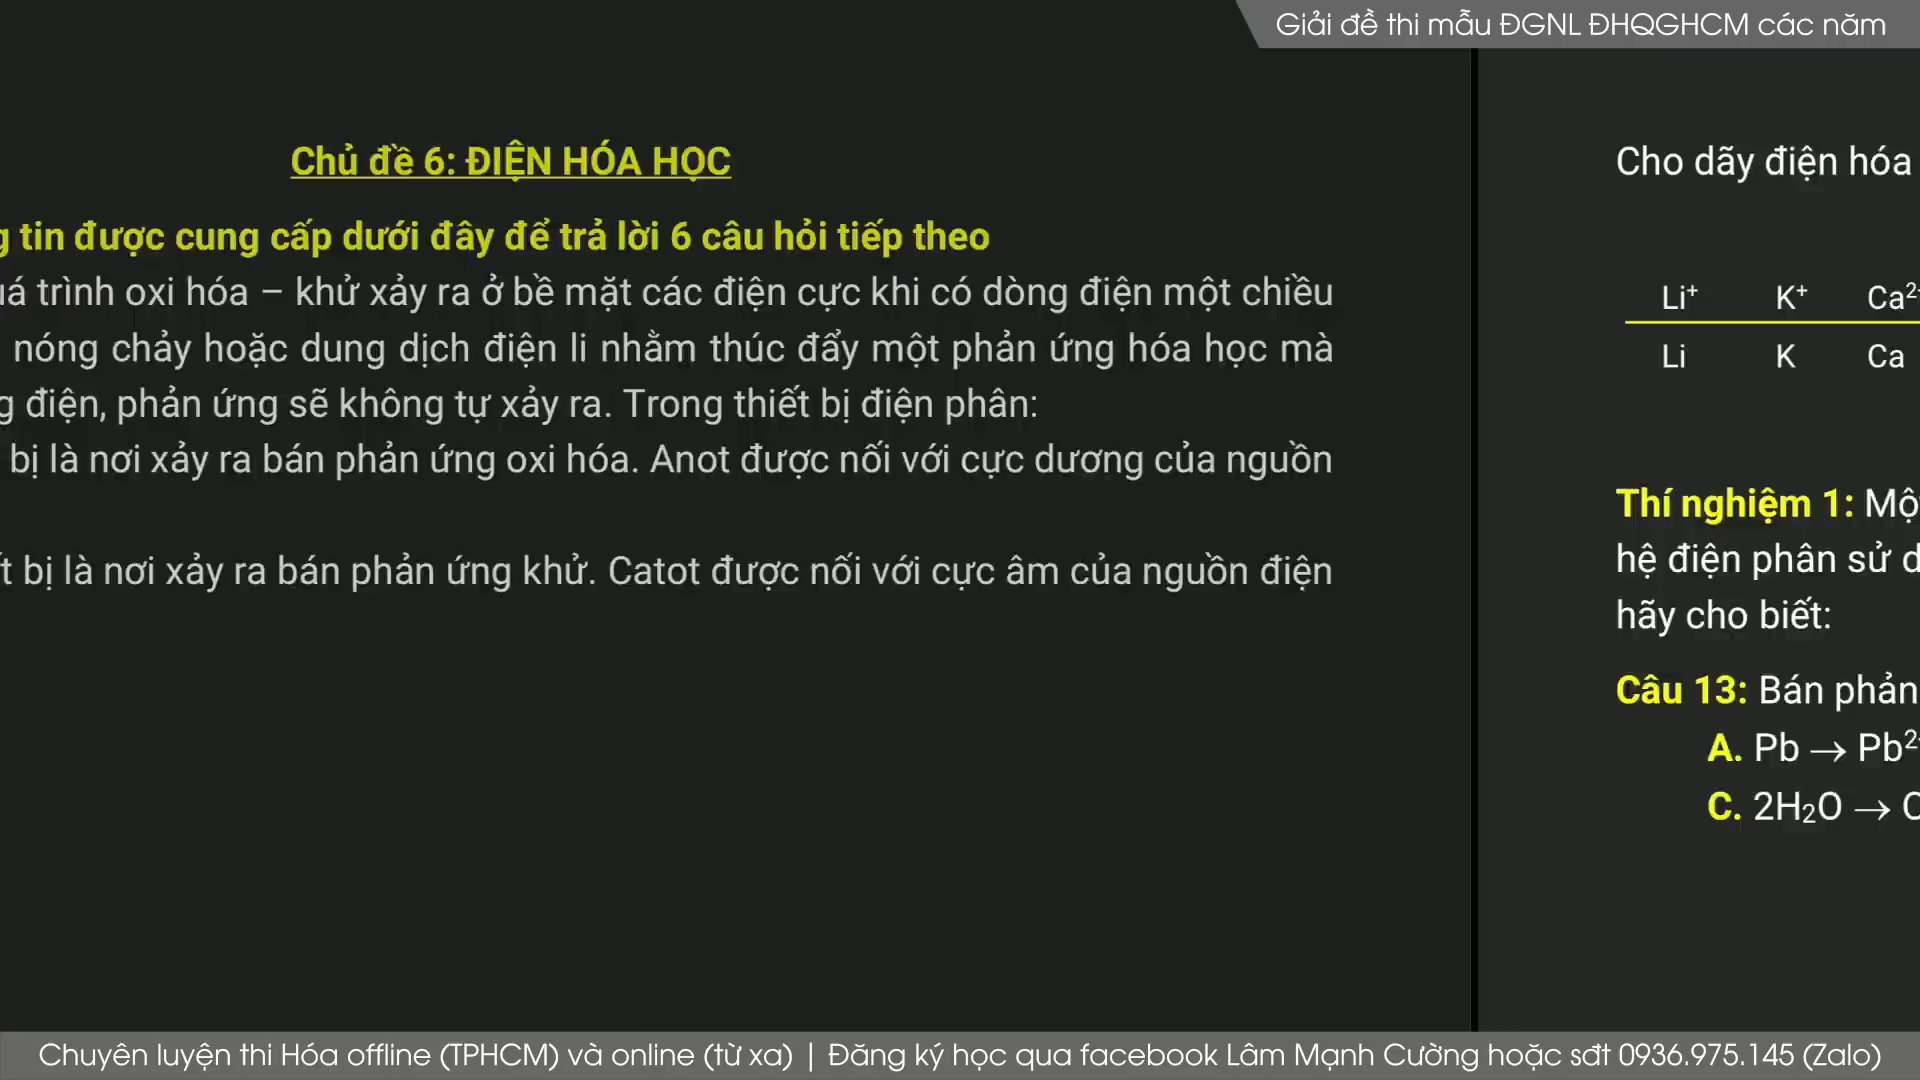 Giải đề thi mẫu ĐGNL ĐHQGHCM các năm
Chủ đề 6: ĐIỆN HÓA HỌC
tin được cung cấp dưới đây để trả lời 6 câu hỏi tiếp theo
trình oxi hóa – khử xảy ra ở bề mặt các điện cực khi có dòng điện một chiều
nóng chảy hoặc dung dịch điện li nhằm thúc đẩy một phản ứng hóa học mà
điện, phản ứng sẽ không tự xảy ra. Trong thiết bị điện phân:
bị là nơi xảy ra bán phản ứng oxi hóa. Anot được nối với cực dương của nguồn
bị là nơi xảy ra bán phản ứng khử. Catot được nối với cực âm của nguồn điện
Cho dãy điện hóa
Li⁺ K⁺ Ca²⁺
Li K Ca
Thí nghiệm 1:
hệ điện phân sử
hãy cho biết:
Câu 13: Bán phản
A. Pb → Pb²⁺
C. 2H₂O →
Chuyên luyện thi Hóa offline (TPHCM) và online (từ xa) | Đăng ký học qua facebook Lâm Mạnh Cường hoặc sđt 0936.975.145 (Zalo)